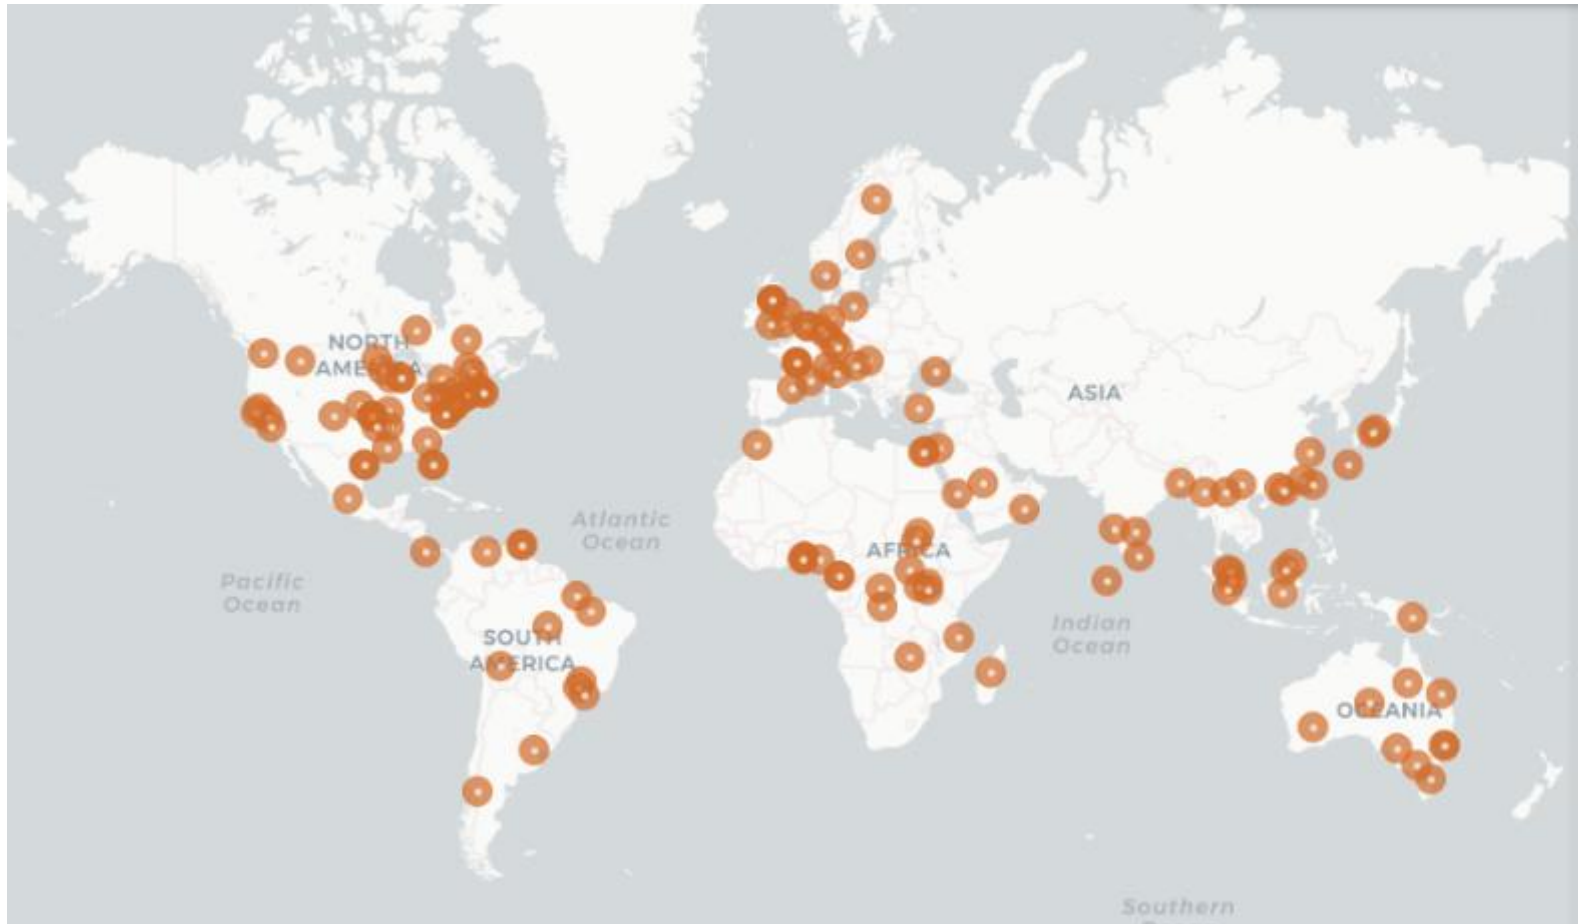 NORTH
AMERICA
ASIA
Atlantic
Ocean
AFRICA
Pacific
Ocean
Indian
Ocean
SOUTH
AMERICA
OCEANIA
Southern